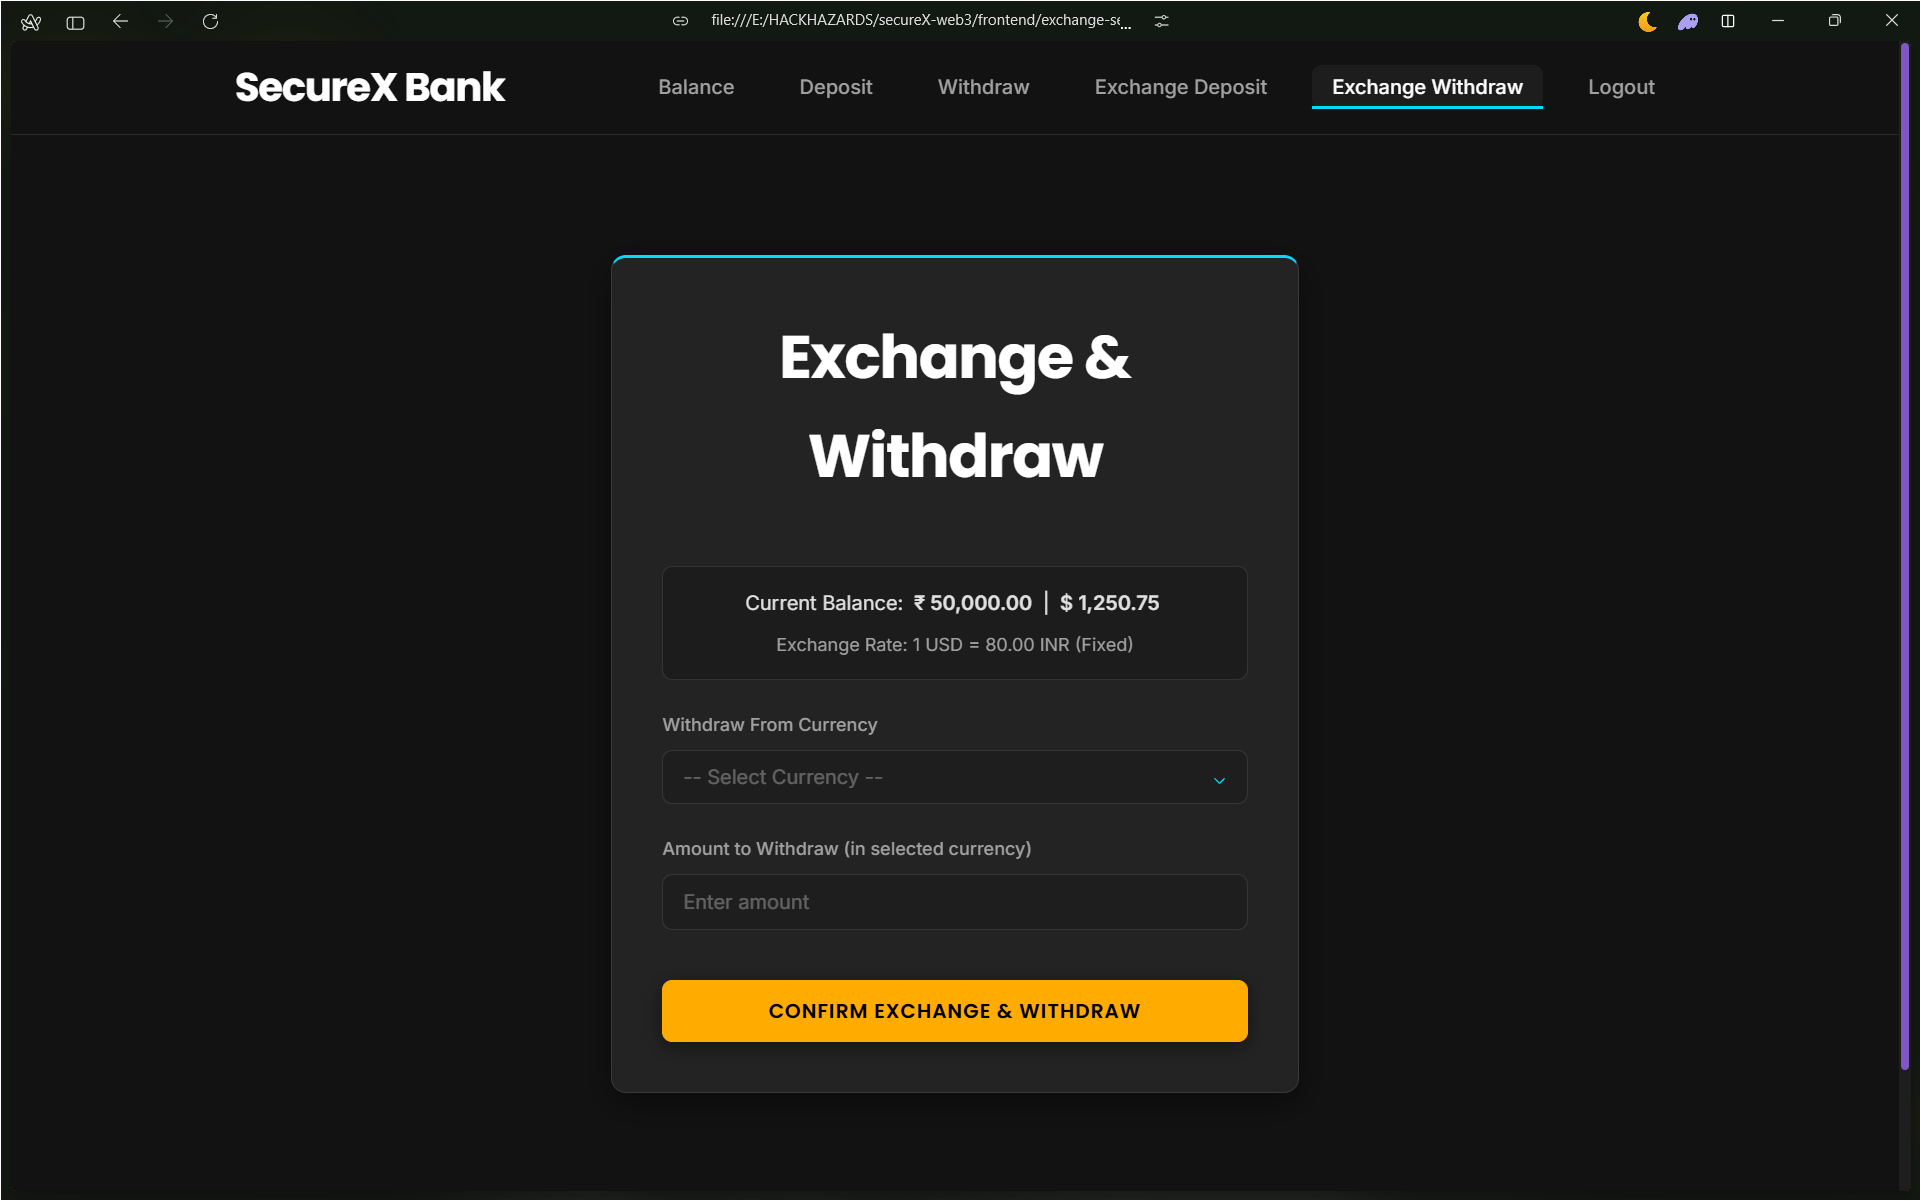 file:///E:/HACKHAZARDS/secureX-web3/frontend/exchange-se...
SecureX Bank
Balance
Deposit
Withdraw
Exchange Deposit
Exchange Withdraw
Logout
Exchange &
Withdraw
Current Balance: ₹ 50,000.00 | $ 1,250.75
Exchange Rate: 1 USD = 80.00 INR (Fixed)
Withdraw From Currency
-- Select Currency --
Amount to Withdraw (in selected currency)
Enter amount
CONFIRM EXCHANGE & WITHDRAW